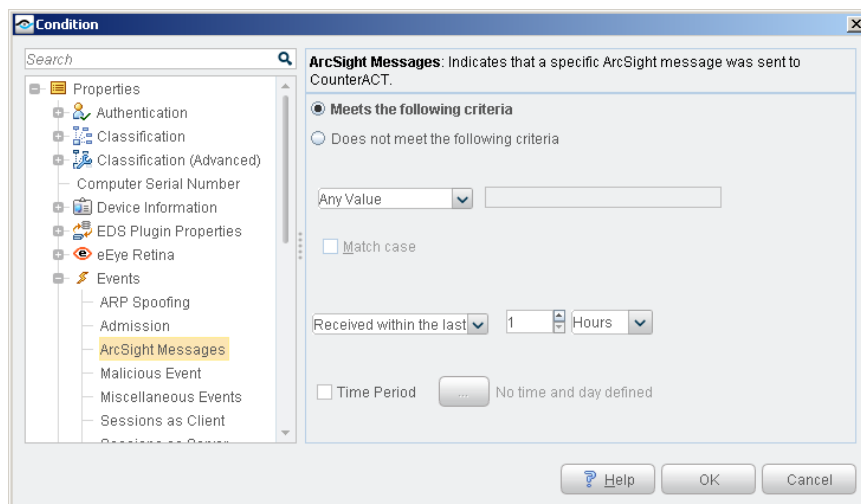 Condition
Search
Properties
Authentication
Classification
Classification (Advanced)
Computer Serial Number
Device Information
EDS Plugin Properties
eEye Retina
Events
ARP Spoofing
Admission
ArcSight Messages
Malicious Event
Miscellaneous Events
Sessions as Client
Sessions as Server
ArcSight Messages: Indicates that a specific ArcSight message was sent to
CounterACT.
Meets the following criteria
Does not meet the following criteria
Any Value
Match case
Received within the last 1 Hours
Time Period ... No time and day defined
Help OK Cancel